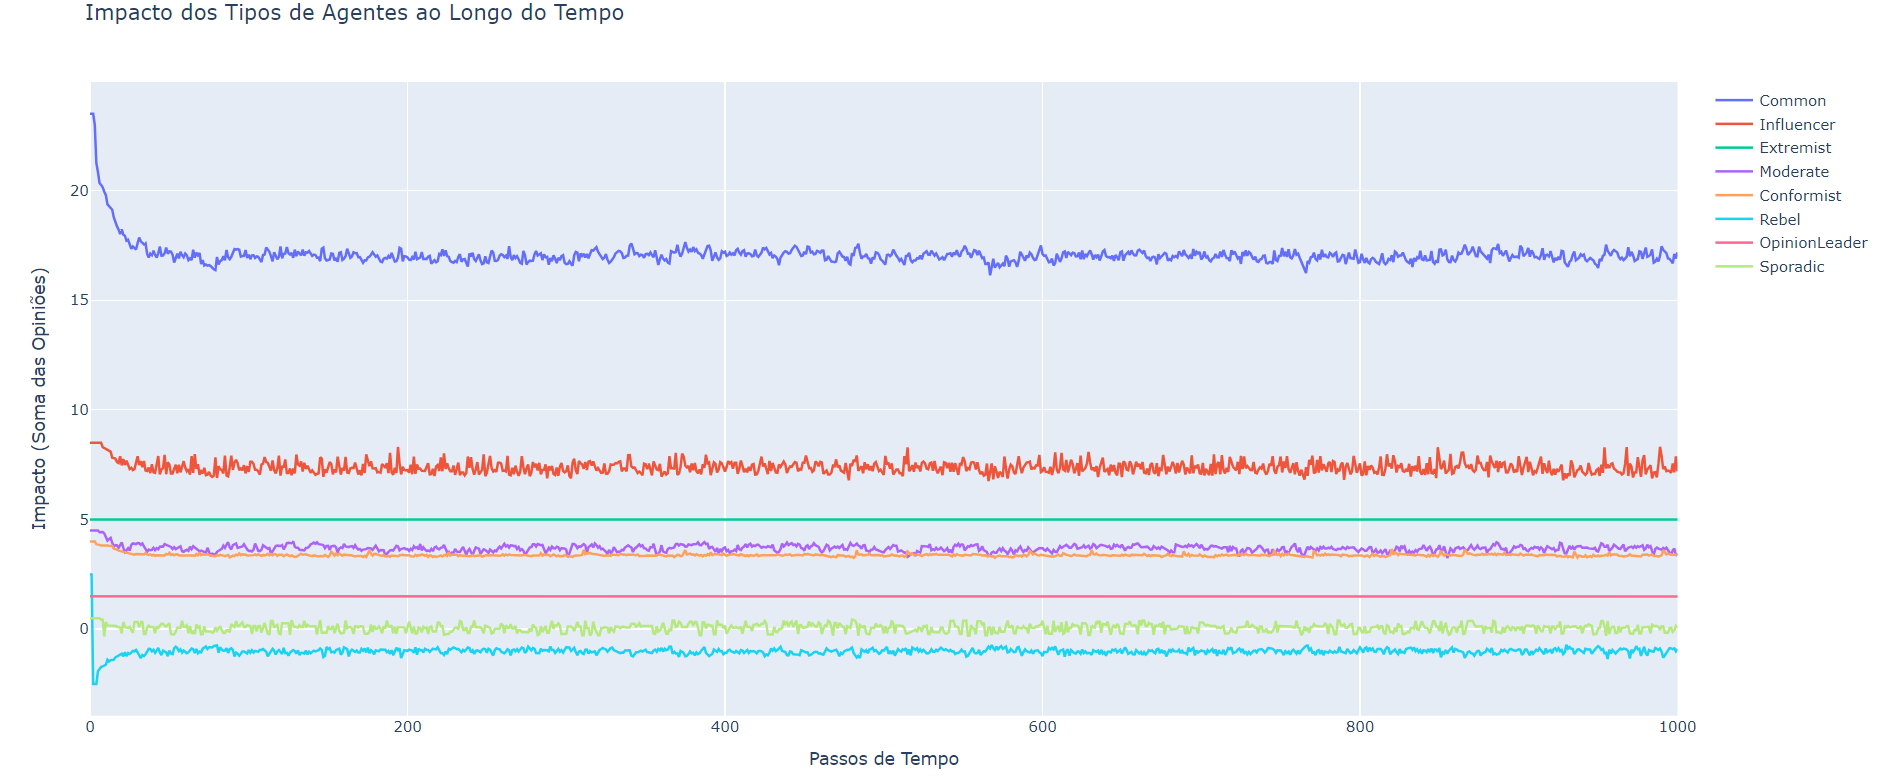 Impacto dos Tipos de Agentes ao Longo do Tempo
Impacto (Soma das Opiniões)
20
15
10
5
0
0
200
400
600
800
1000
Passos de Tempo
Common
Influencer
Extremist
Moderate
Conformist
Rebel
OpinionLeader
Sporadic